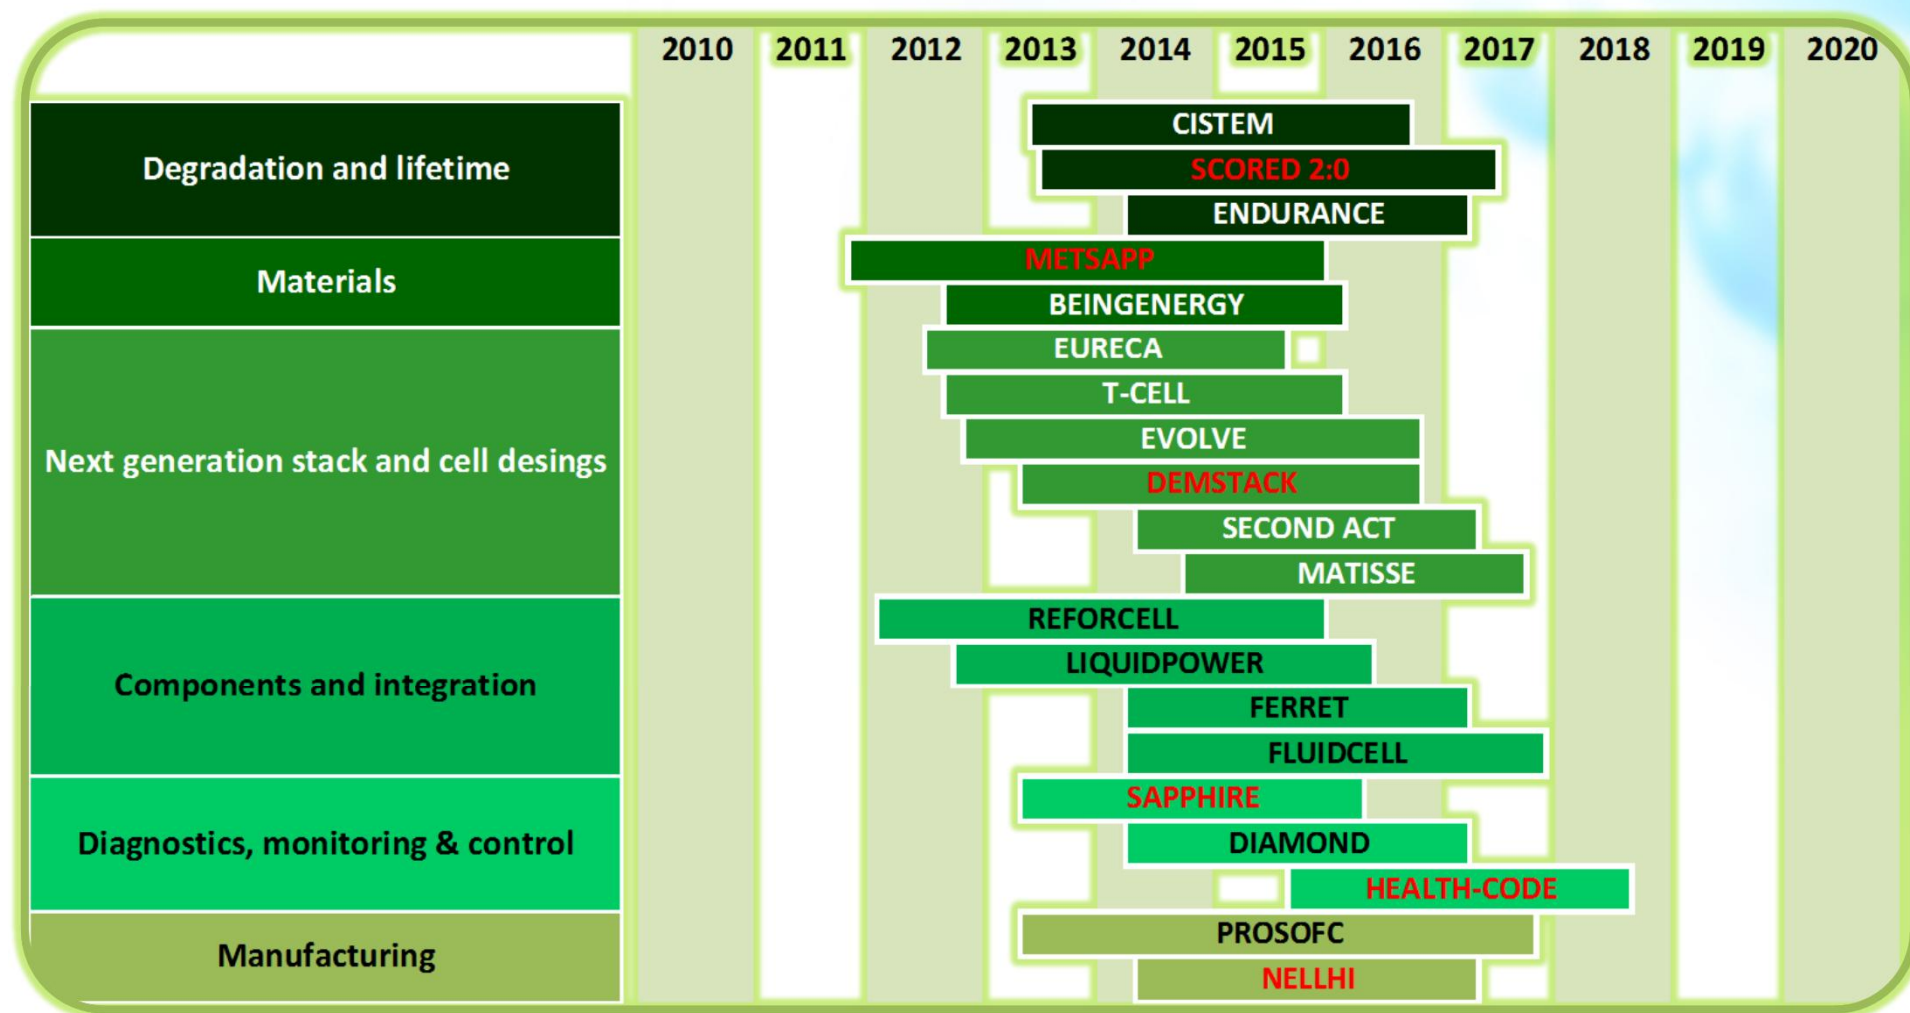 2010 2011 2012 2013 2014 2015 2016 2017 2018 2019 2020
Degradation and lifetime
CISTEM
SCORED 2:0
ENDURANCE
Materials
METSAPP
BEINGENERGY
Next generation stack and cell desings
EURECA
T-CELL
EVOLVE
DEMSTACK
SECOND ACT
MATISSE
Components and integration
REFORCELL
LIQUIDPOWER
FERRET
FLUIDCELL
Diagnostics, monitoring & control
SAPPHIRE
DIAMOND
HEALTH-CODE
Manufacturing
PROSOFC
NELLHI